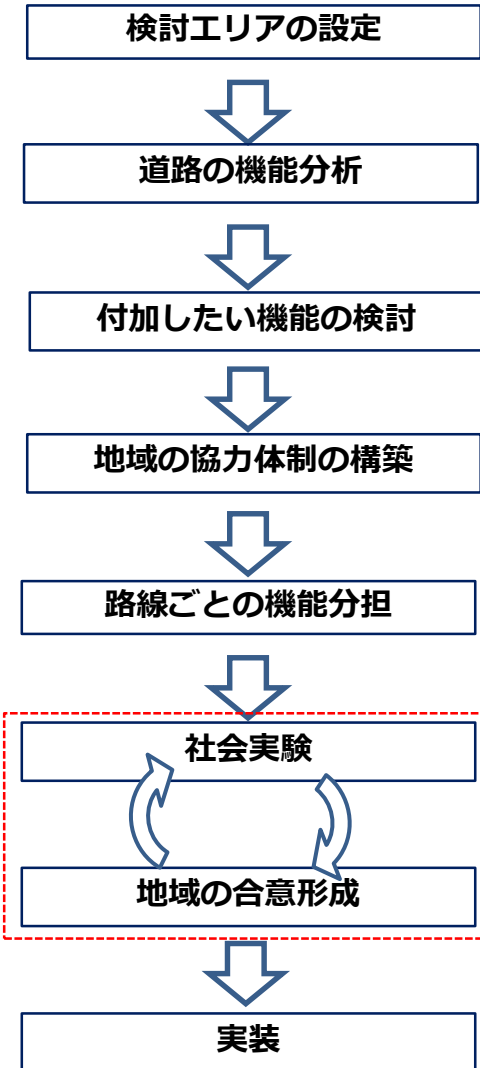 検討エリアの設定
道路の機能分析
付加したい機能の検討
地域の協力体制の構築
路線ごとの機能分担
社会実験
地域の合意形成
実装